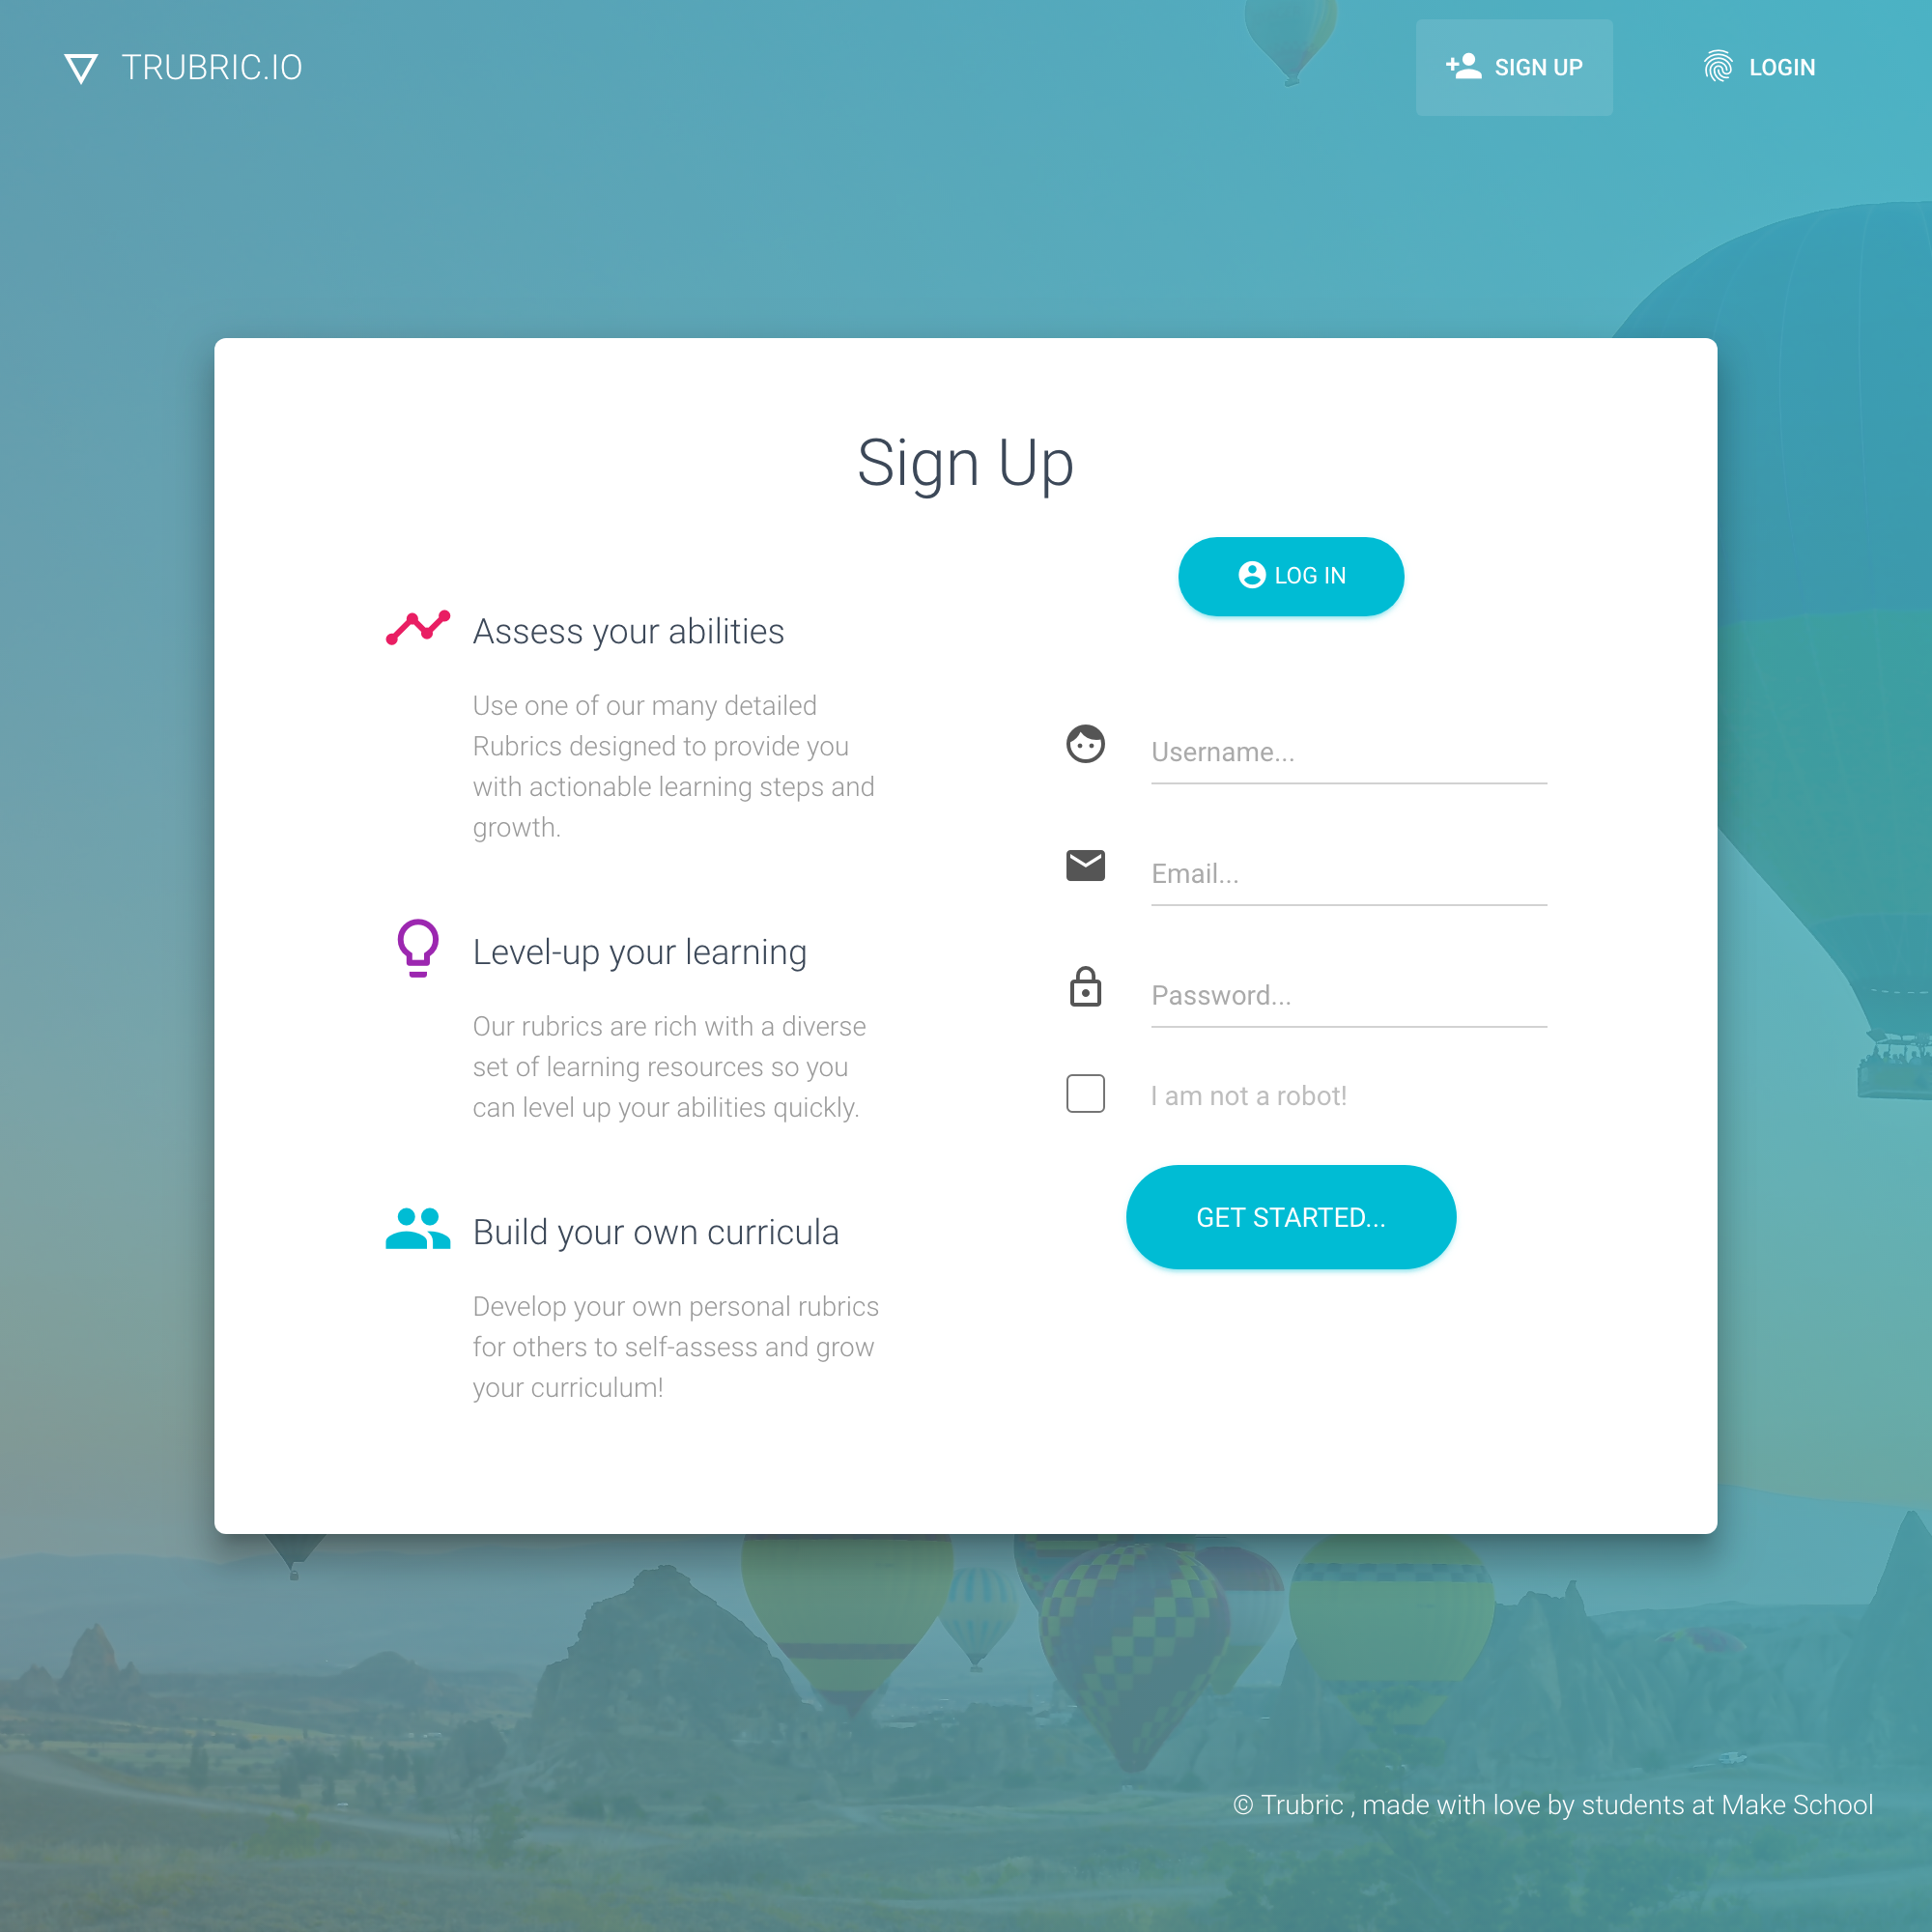 TRUBRIC.IO
SIGN UP
LOGIN
Sign Up
Assess your abilities
Use one of our many detailed
Rubrics designed to provide you
with actionable learning steps and
growth.
Level-up your learning
Our rubrics are rich with a diverse
set of learning resources so you
can level up your abilities quickly.
Build your own curricula
Develop your own personal rubrics
for others to self-assess and grow
your curriculum!
LOG IN
Username...
Email...
Password...
I am not a robot!
GET STARTED...
© Trubric , made with love by students at Make School